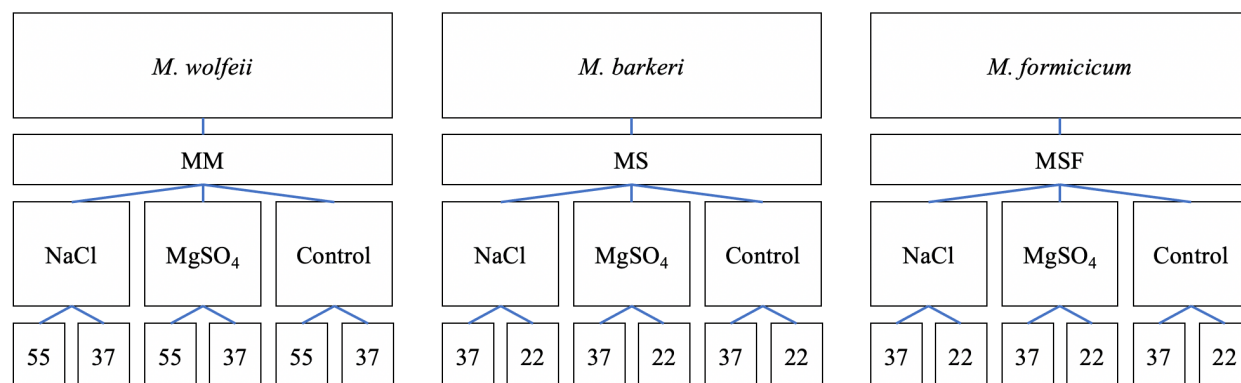 M. wolfeii M. barkeri M. formicicum
MM MS MSF
NaCl MgSO₄ Control NaCl MgSO₄ Control NaCl MgSO₄ Control
55 37 55 37 55 37 37 22 37 22 37 22 37 22 37 22 37 22